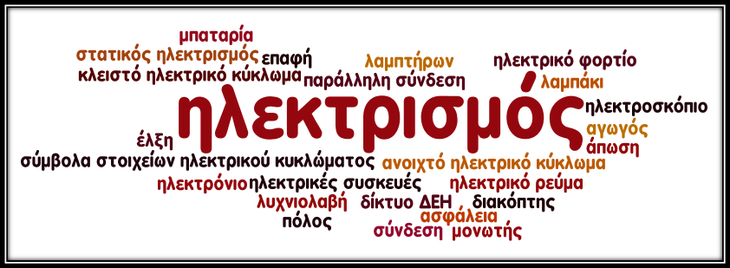 μπαταρία
στατικός ηλεκτρισμός
επαφή
λαμπτήρων
ηλεκτρικό φορτίο
κλειστό ηλεκτρικό κύκλωμα
παράλληλη σύνδεση
λαμπάκι
ηλεκτρισμός
ηλεκτροσκόπιο
αγωγός
έλξη
άπωση
σύμβολα στοιχείων ηλεκτρικού κυκλώματος
ανοιχτό ηλεκτρικό κύκλωμα
ηλεκτρόνιο
ηλεκτρικές συσκευές
ηλεκτρικό ρεύμα
λυχνιολαβή
δίκτυο ΔΕΗ
διακόπτης
πόλος
ασφάλεια
σύνδεση
μονωτής